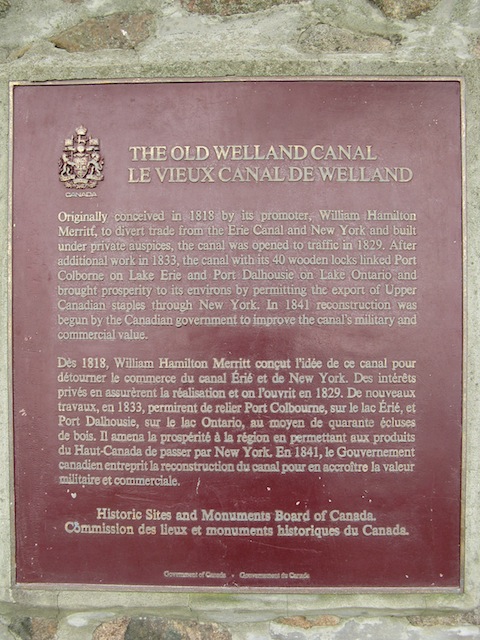 CANADA
THE OLD WELLAND CANAL
LE VIEUX CANAL DE WELLAND
Originally conceived in 1818 by its promoter, William Hamilton
Merritt, to divert trade from the Erie Canal and New York and built
under private auspices, the canal was opened to traffic in 1829. After
additional work in 1833, the canal with its 40 wooden locks linked Port
Colborne on Lake Erie and Port Dalhousie on Lake Ontario and
brought prosperity to its environs by permitting the export of Upper
Canadian staples through New York. In 1841 reconstruction was
begun by the Canadian government to improve the canal's military and
commercial value.
Dès 1818, William Hamilton Merritt conçut l'idée de ce canal pour
détourner le commerce du canal Érié et de New York. Des intérêts
privés en assurèrent la réalisation et on l'ouvrit en 1829. De nouveaux
travaux, en 1833, permirent de relier Port Colbourne, sur le lac Érié, et
Port Dalhousie, sur le lac Ontario, au moyen de quarante écluses
de bois. Il amena la prospérité à la région en permettant aux produits
du Haut-Canada de passer par New York. En 1841, le Gouvernement
canadien entreprit la reconstruction du canal pour en accroître la valeur
militaire et commerciale.
Historic Sites and Monuments Board of Canada.
Commission des lieux et monuments historiques du Canada.
Government of Canada • Gouvernement du Canada